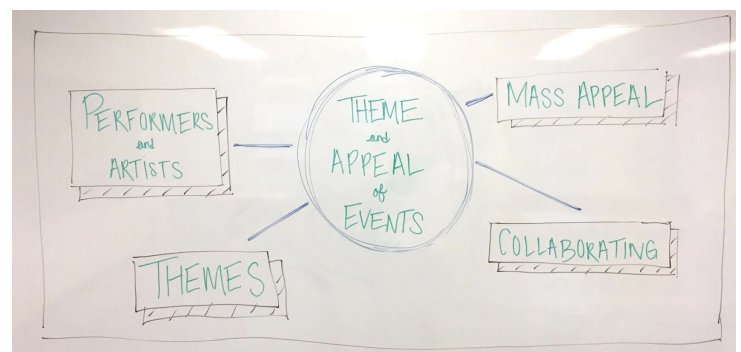 PERFORMERS
and
ARTISTS
THEME
and
APPEAL
of
EVENTS
MASS APPEAL
THEMES
COLLABORATING